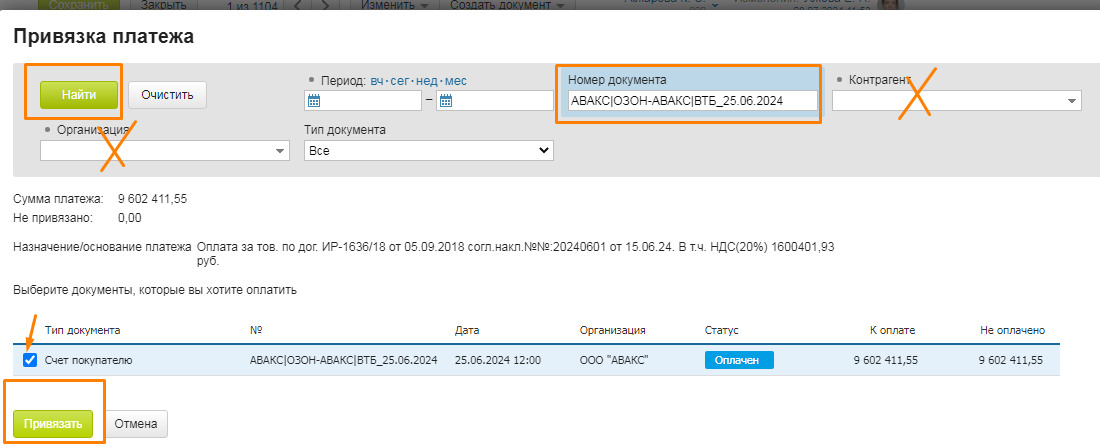 Сохранить Закрыть 1 из 1104 Изменить Создать документ
Привязка платежа
Найти Очистить
Период: вч·сег·нед·мес
–
Номер документа
АВАКС|ОЗОН-АВАКС|ВТБ_25.06.2024
Контрагент
Организация
Тип документа
Все
Сумма платежа: 9 602 411,55
Не привязано: 0,00
Назначение/основание платежа Оплата за тов. по дог. ИР-1636/18 от 05.09.2018 согл.накл.№№:20240601 от 15.06.24. В т.ч. НДС(20%) 1600401,93
руб.
Выберите документы, которые вы хотите оплатить
Тип документа № Дата Организация Статус К оплате Не оплачено
Счет покупателю АВАКС|ОЗОН-АВАКС|ВТБ_25.06.2024 25.06.2024 12:00 ООО "АВАКС" Оплачен 9 602 411,55 9 602 411,55
Привязать Отмена